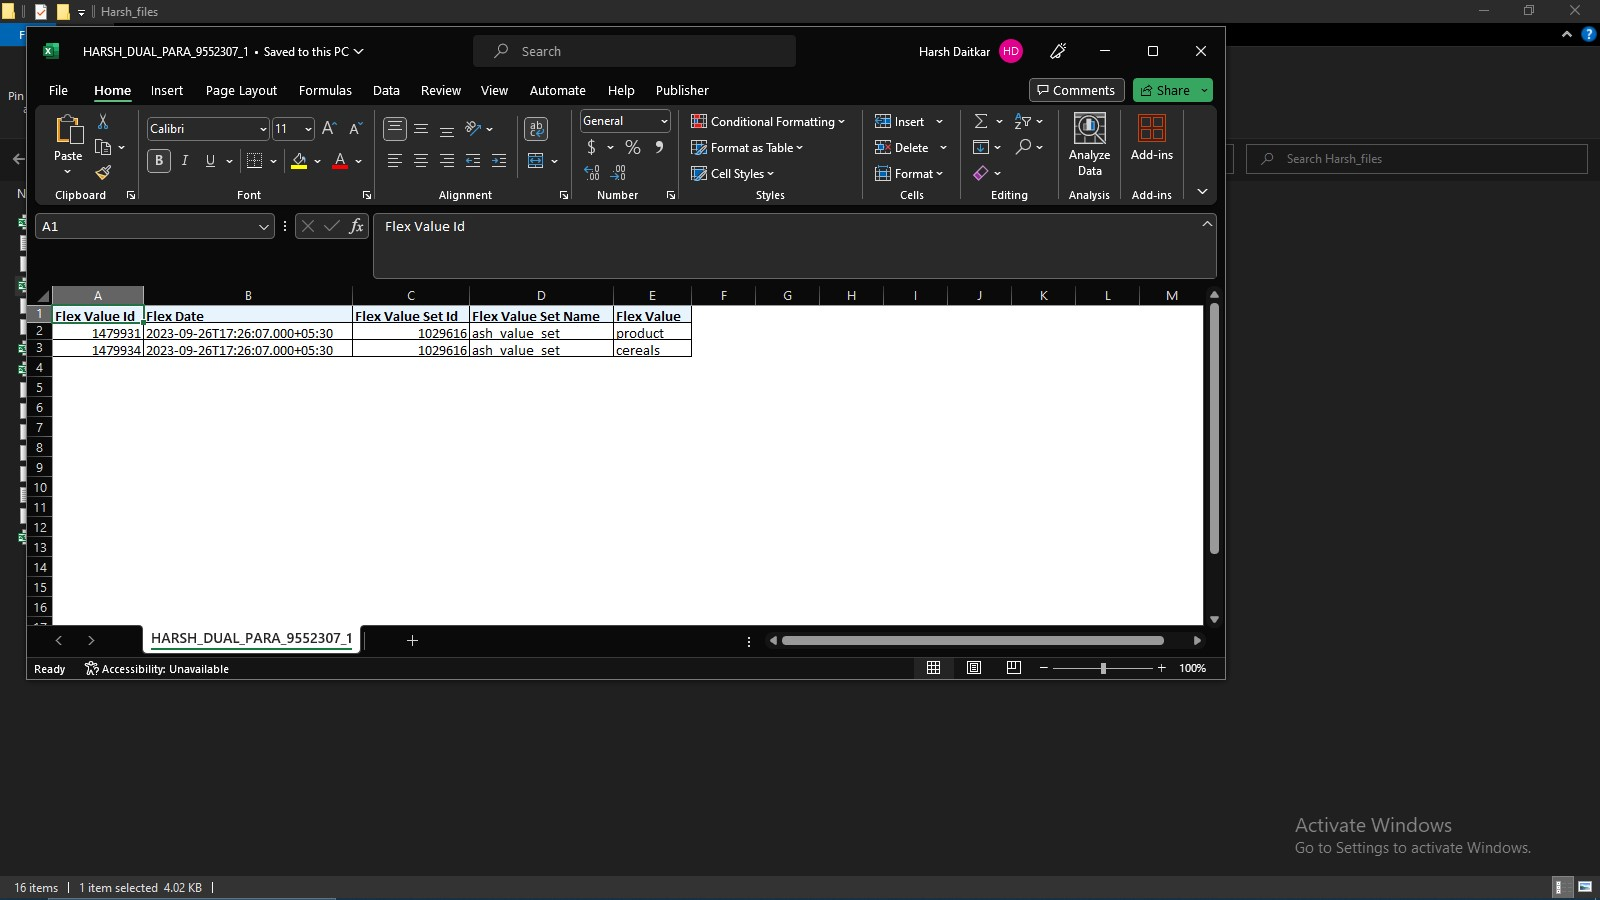 Harsh_files
F
HARSH_DUAL_PARA_9552307_1 • Saved to this PC
Search
Harsh Daitkar
HD
File Home Insert Page Layout Formulas Data Review View Automate Help Publisher
Comments
Share
Pin
Paste
Calibri
11
General
Conditional Formatting
Format as Table
Cell Styles
Insert
Delete
Format
Analyze
Data
Add-ins
Clipboard Font Alignment Number Styles Cells Editing Analysis Add-ins
Search Harsh_files
N
A1
fx
Flex Value Id
A B C D E F G H I J K L M
1 Flex Value Id Flex Date Flex Value Set Id Flex Value Set Name Flex Value
2 1479931 2023-09-26T17:26:07.000+05:30 1029616 ash_value_set product
3 1479934 2023-09-26T17:26:07.000+05:30 1029616 ash_value_set cereals
4
5
6
7
8
9
10
11
12
13
14
15
16
HARSH_DUAL_PARA_9552307_1
Ready
Accessibility: Unavailable
100%
Activate Windows
Go to Settings to activate Windows.
16 items
1 item selected 4.02 KB